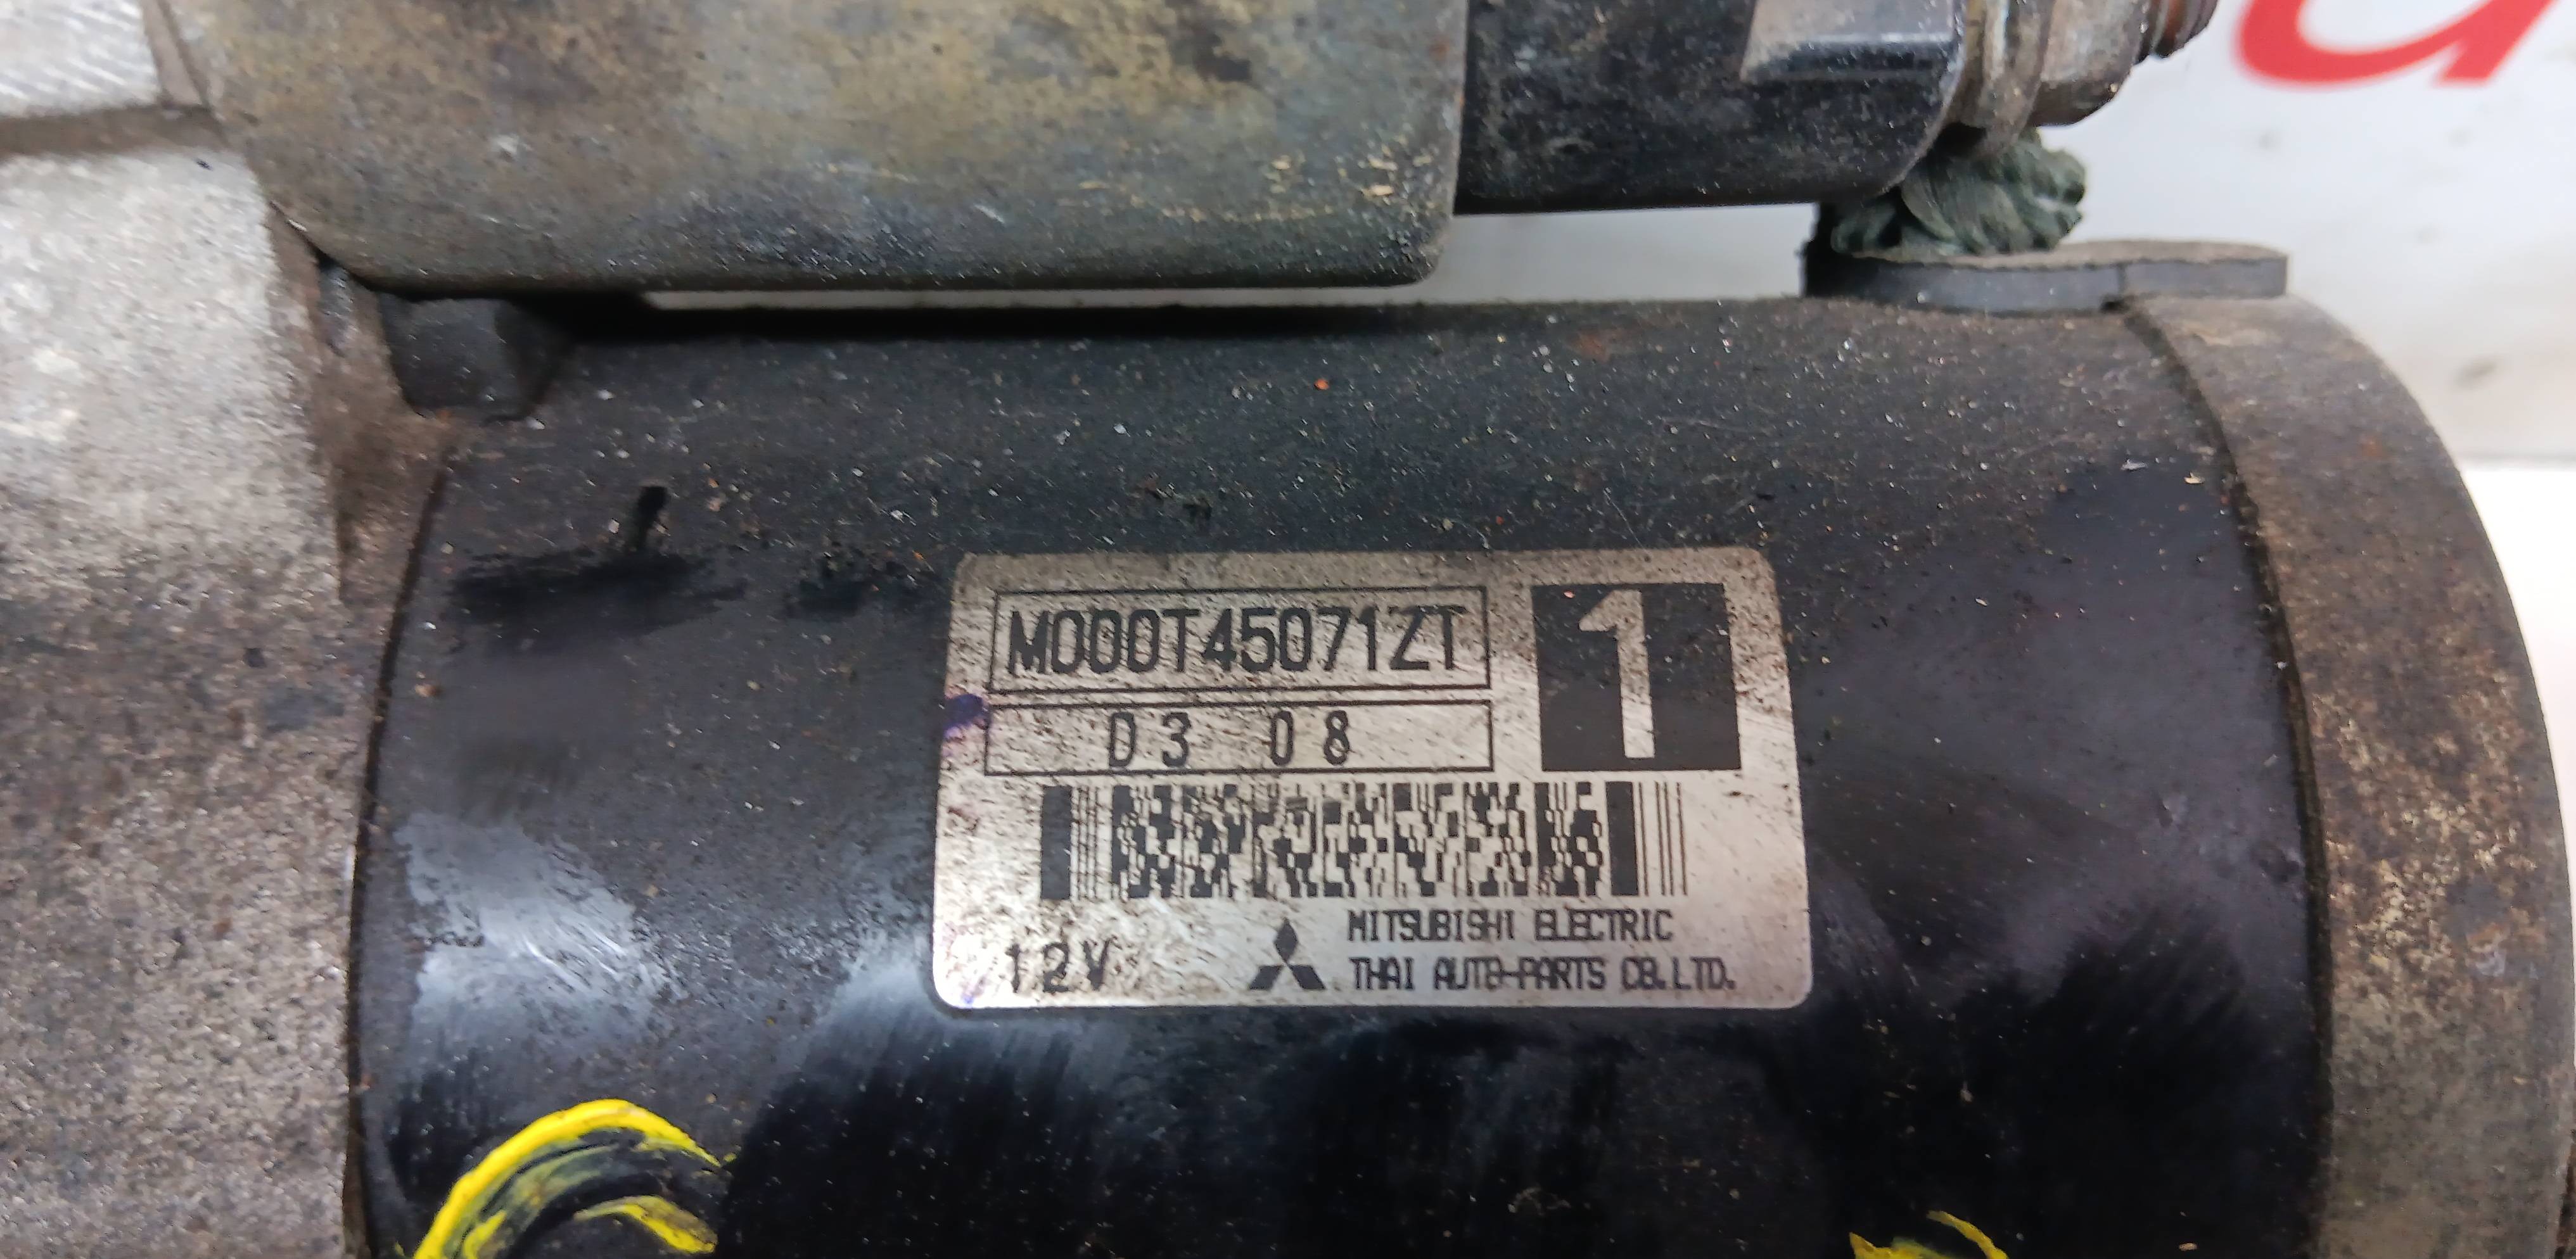 M000T45071ZT
1
D3 08
12V
MITSUBISHI ELECTRIC
THAI AUTO-PARTS CO.LTD.